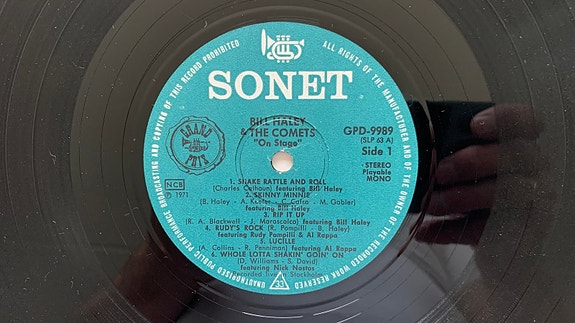 ALL RIGHTS OF THE MANUFACTURER AND OF THE OWNER OF THE RECORDED WORK RESERVED
UNAUTHORISED PUBLIC PERFORMANCE BROADCASTING AND COPYING OF THIS RECORD PROHIBITED
SONET
BILL HALEY
& THE COMETS
"On Stage"
GPD-9989
(SLP 63 A)
Side 1
STEREO
Playable
MONO
GRAND
PRIX
NCB
Ⓟ 1971
1. SHAKE RATTLE AND ROLL
(Charles Calhoun) featuring Bill Haley
2. SKINNY MINNIE
(B. Haley - A. Keefer - C. Cafra - M. Gabler)
featuring Bill Haley
3. RIP IT UP
(R. A. Blackwell - J. Marascalco) featuring Bill Haley
4. RUDY'S ROCK (R. Pompilli - B. Haley)
featuring Rudy Pompilli & Al Rappa
5. LUCILLE
(A. Collins - R. Penniman) featuring Al Rappa
6. WHOLE LOTTA SHAKIN' GOIN' ON
(D. Williams - S. David)
featuring Nick Nastos
Recorded live in Stockholm
33